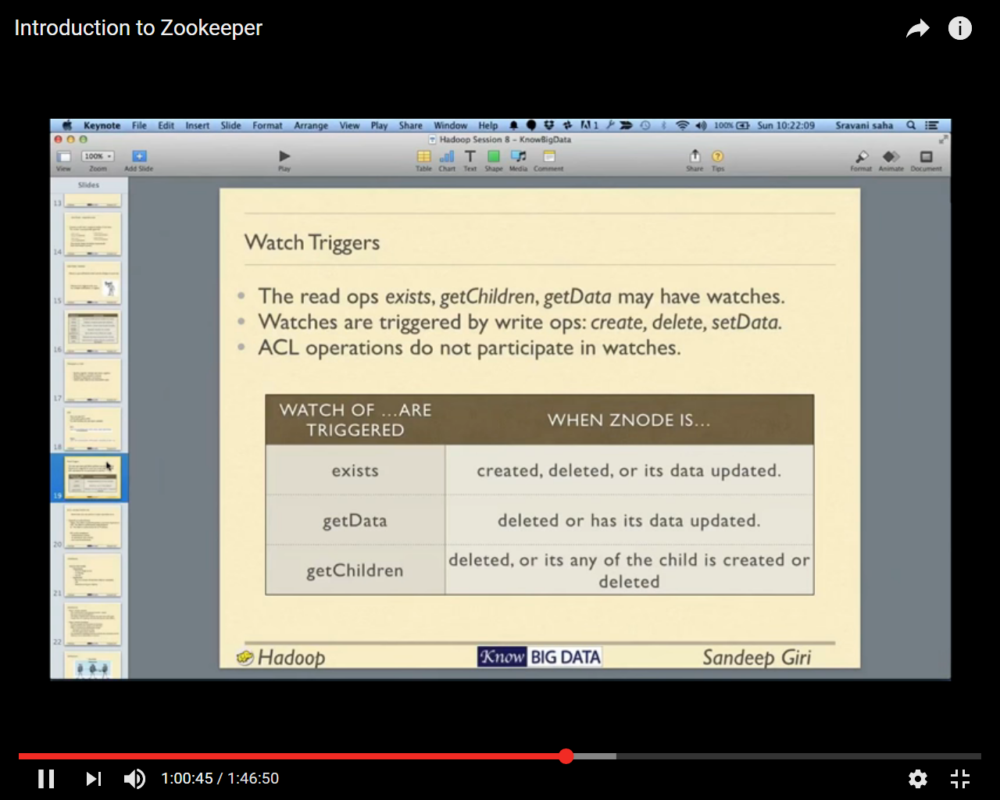 Introduction to Zookeeper
Keynote File Edit Insert Slide Format Arrange View Play Share Window Help 1 100% Sun 10:22:09 Sravani saha
Hadoop Session 8 - KnowBigData
100%
View Zoom Add Slide Play Table Chart Text Shape Media Comment Share Tips Format Animate Document
Slides
13
14
15
16
17
18
19
20
21
22
Watch Triggers
• The read ops exists, getChildren, getData may have watches.
• Watches are triggered by write ops: create, delete, setData.
• ACL operations do not participate in watches.
WATCH OF ...ARE
TRIGGERED
WHEN ZNODE IS...
exists
created, deleted, or its data updated.
getData
deleted or has its data updated.
getChildren
deleted, or its any of the child is created or
deleted
Hadoop
Know BIG DATA
Sandeep Giri
1:00:45 / 1:46:50